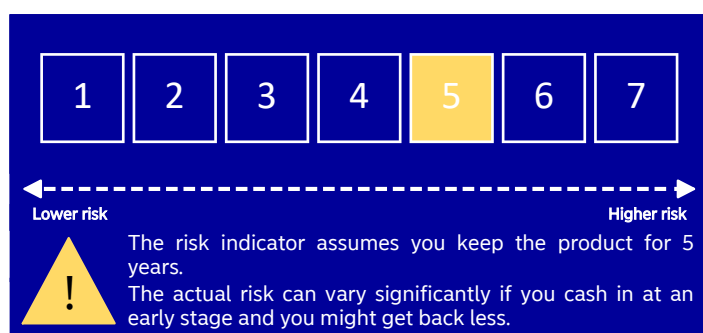 1 2 3 4 5 6 7
Lower risk Higher risk
The risk indicator assumes you keep the product for 5
years.
! The actual risk can vary significantly if you cash in at an
early stage and you might get back less.